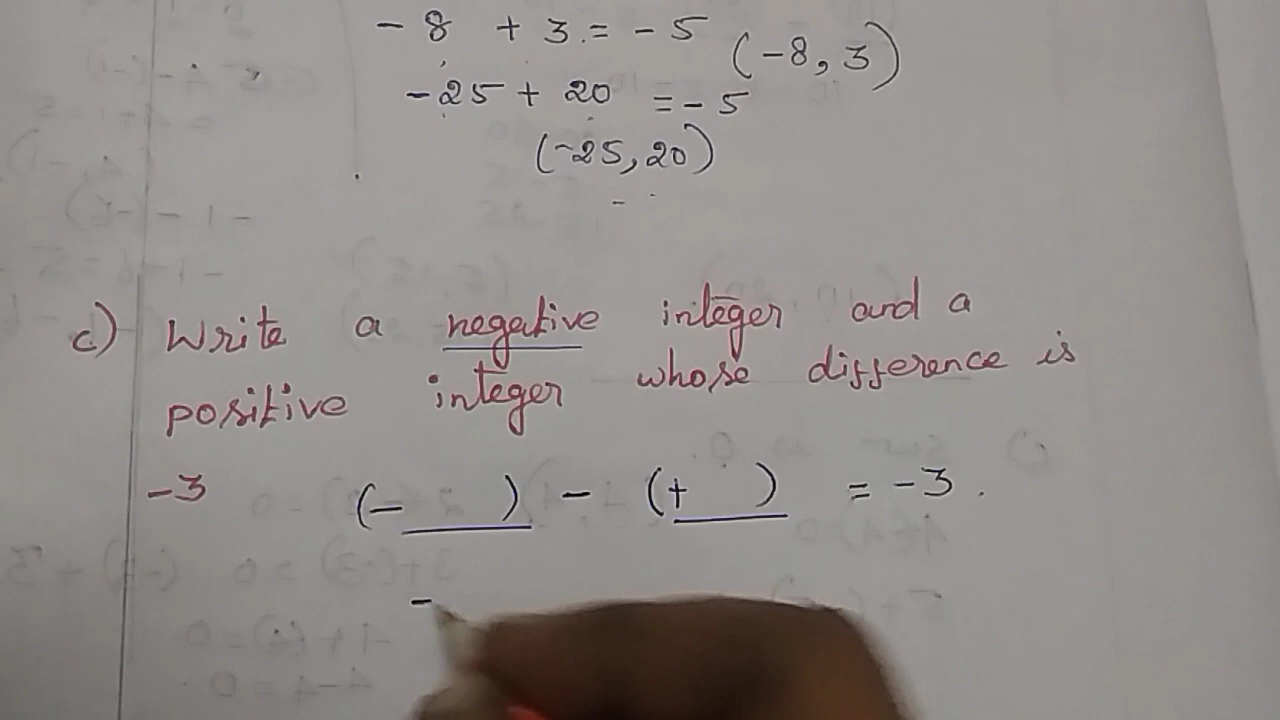 - 8 + 3 = - 5 (-8, 3)
- 25 + 20 = - 5
(-25, 20)
c) Write a negative integer and a
positive integer whose difference is
-3 (- ) - (+ ) = -3 .
-